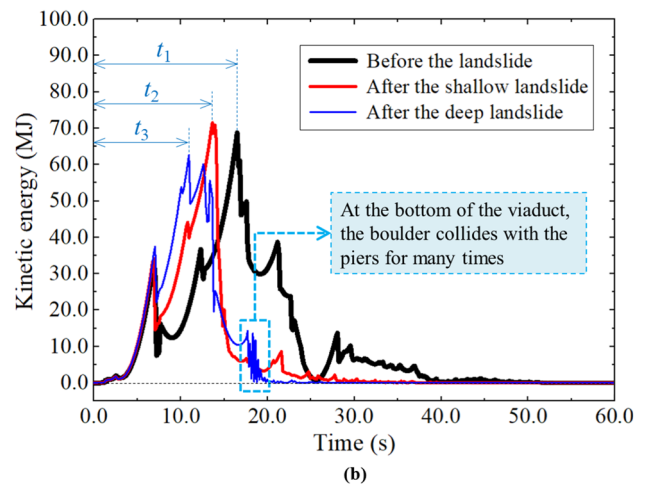 100.0
90.0
80.0
70.0
60.0
50.0
40.0
30.0
20.0
10.0
0.0
Kinetic energy (MJ)
t1
t2
t3
Before the landslide
After the shallow landslide
After the deep landslide
At the bottom of the viaduct,
the boulder collides with the
piers for many times
0.0 10.0 20.0 30.0 40.0 50.0 60.0
Time (s)
(b)